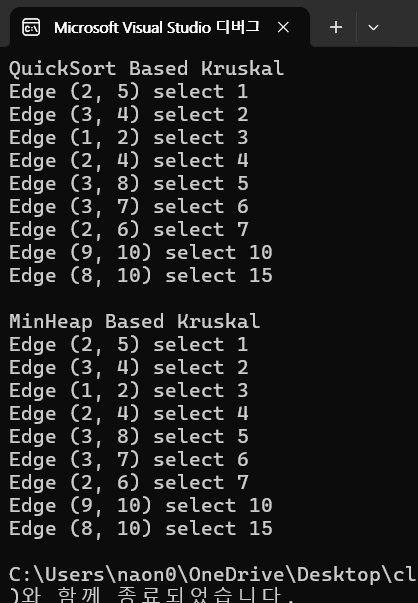 Microsoft Visual Studio 디버그
QuickSort Based Kruskal
Edge (2, 5) select 1
Edge (3, 4) select 2
Edge (1, 2) select 3
Edge (2, 4) select 4
Edge (3, 8) select 5
Edge (3, 7) select 6
Edge (2, 6) select 7
Edge (9, 10) select 10
Edge (8, 10) select 15
MinHeap Based Kruskal
Edge (2, 5) select 1
Edge (3, 4) select 2
Edge (1, 2) select 3
Edge (2, 4) select 4
Edge (3, 8) select 5
Edge (3, 7) select 6
Edge (2, 6) select 7
Edge (9, 10) select 10
Edge (8, 10) select 15
C:\Users\naon0\OneDrive\Desktop\cl
)와 함께 종료되었습니다.